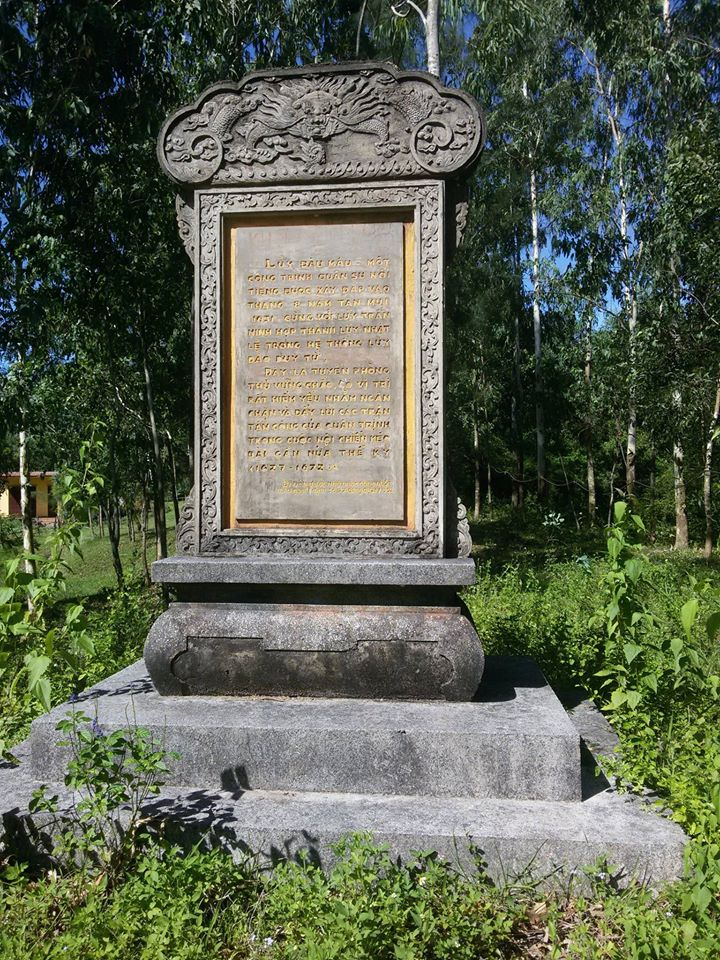 LŨY ĐẦU MÂU - MỘT
CÔNG TRÌNH QUÂN SỰ NỔI
TIẾNG ĐƯỢC XÂY ĐẮP VÀO
THÁNG 8 NĂM TÂN MÙI
1631. CÙNG VỚI LŨY TRẤN
NINH HỢP THÀNH LŨY NHẬT
LỆ TRONG HỆ THỐNG LŨY
ĐÀO DUY TỪ.
ĐÂY LÀ TUYẾN PHÒNG
THỦ VỮNG CHẮC, CÓ VỊ TRÍ
RẤT HIỂM YẾU NHẰM NGĂN
CHẶN VÀ ĐẨY LÙI CÁC TRẬN
TẤN CÔNG CỦA QUÂN TRỊNH
TRONG CUỘC NỘI CHIẾN KÉO
DÀI GẦN NỬA THẾ KỶ
(1627 - 1672)